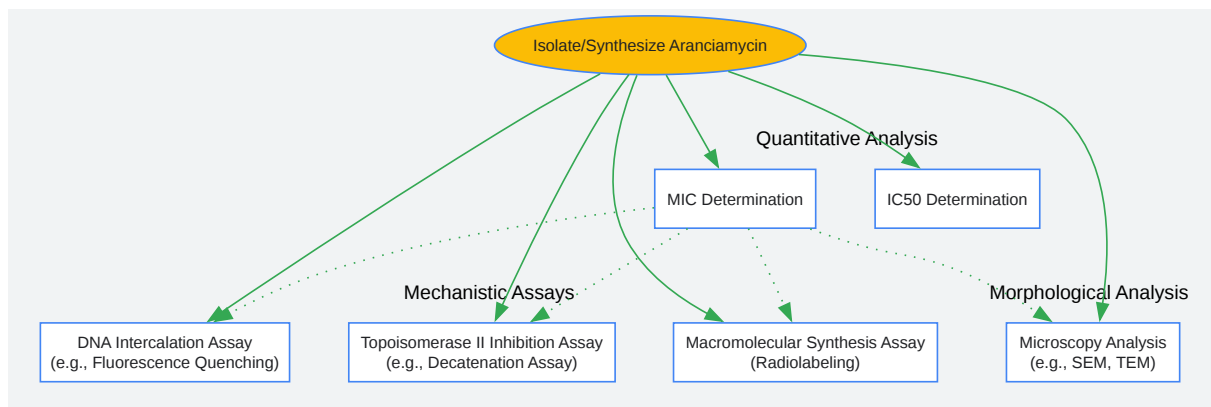 Isolate/Synthesize Aranciamycin
Quantitative Analysis
MIC Determination
IC50 Determination
Mechanistic Assays
Morphological Analysis
DNA Intercalation Assay
(e.g., Fluorescence Quenching)
Topoisomerase II Inhibition Assay
(e.g., Decatenation Assay)
Macromolecular Synthesis Assay
(Radiolabeling)
Microscopy Analysis
(e.g., SEM, TEM)